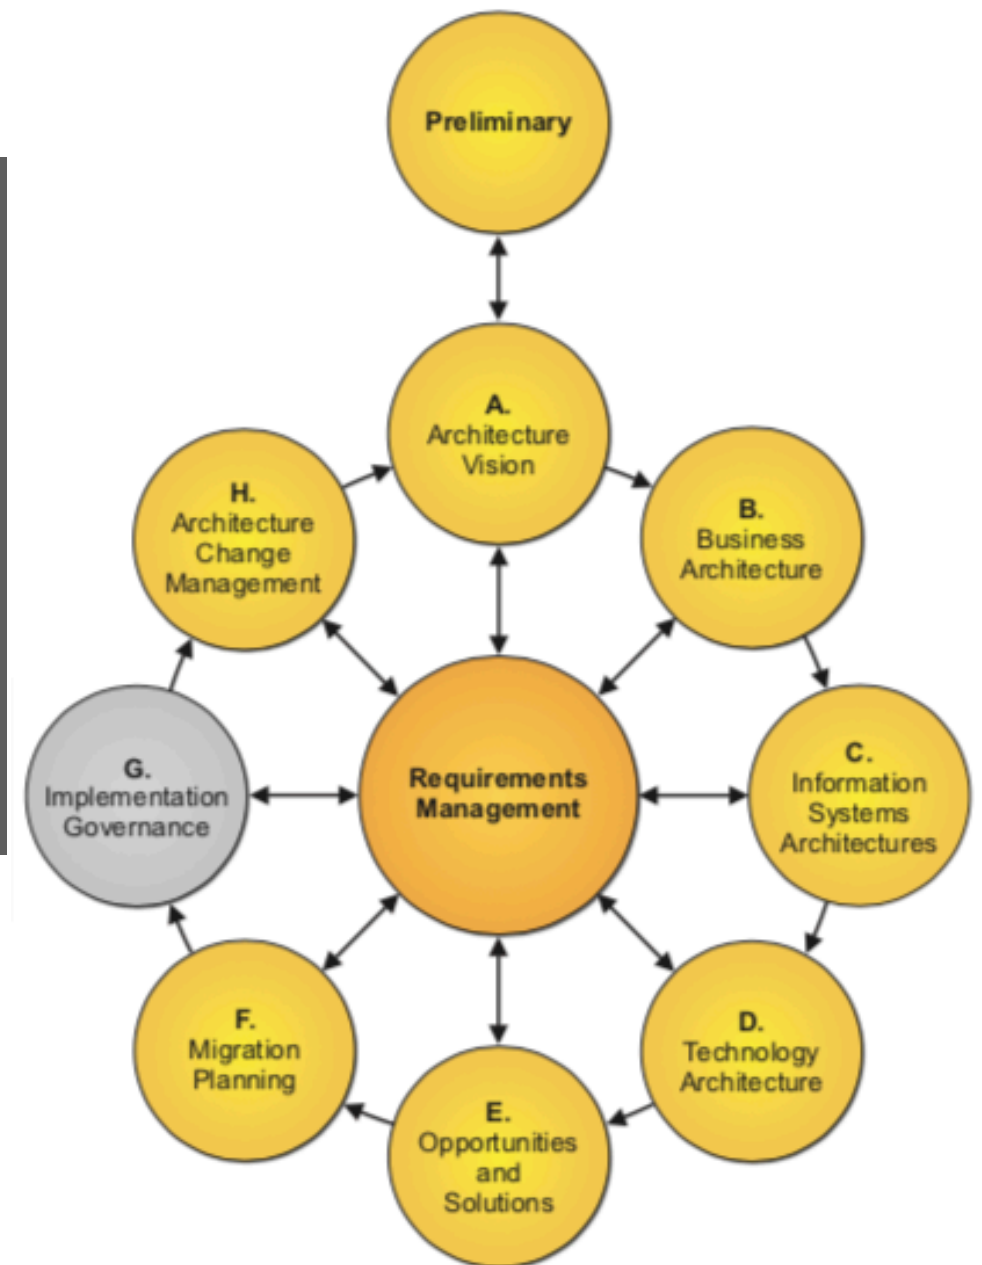 Preliminary
A.
Architecture
Vision
B.
Business
Architecture
H.
Architecture
Change
Management
C.
Information
Systems
Architectures
Requirements
Management
G.
Implementation
Governance
D.
Technology
Architecture
F.
Migration
Planning
E.
Opportunities
and
Solutions